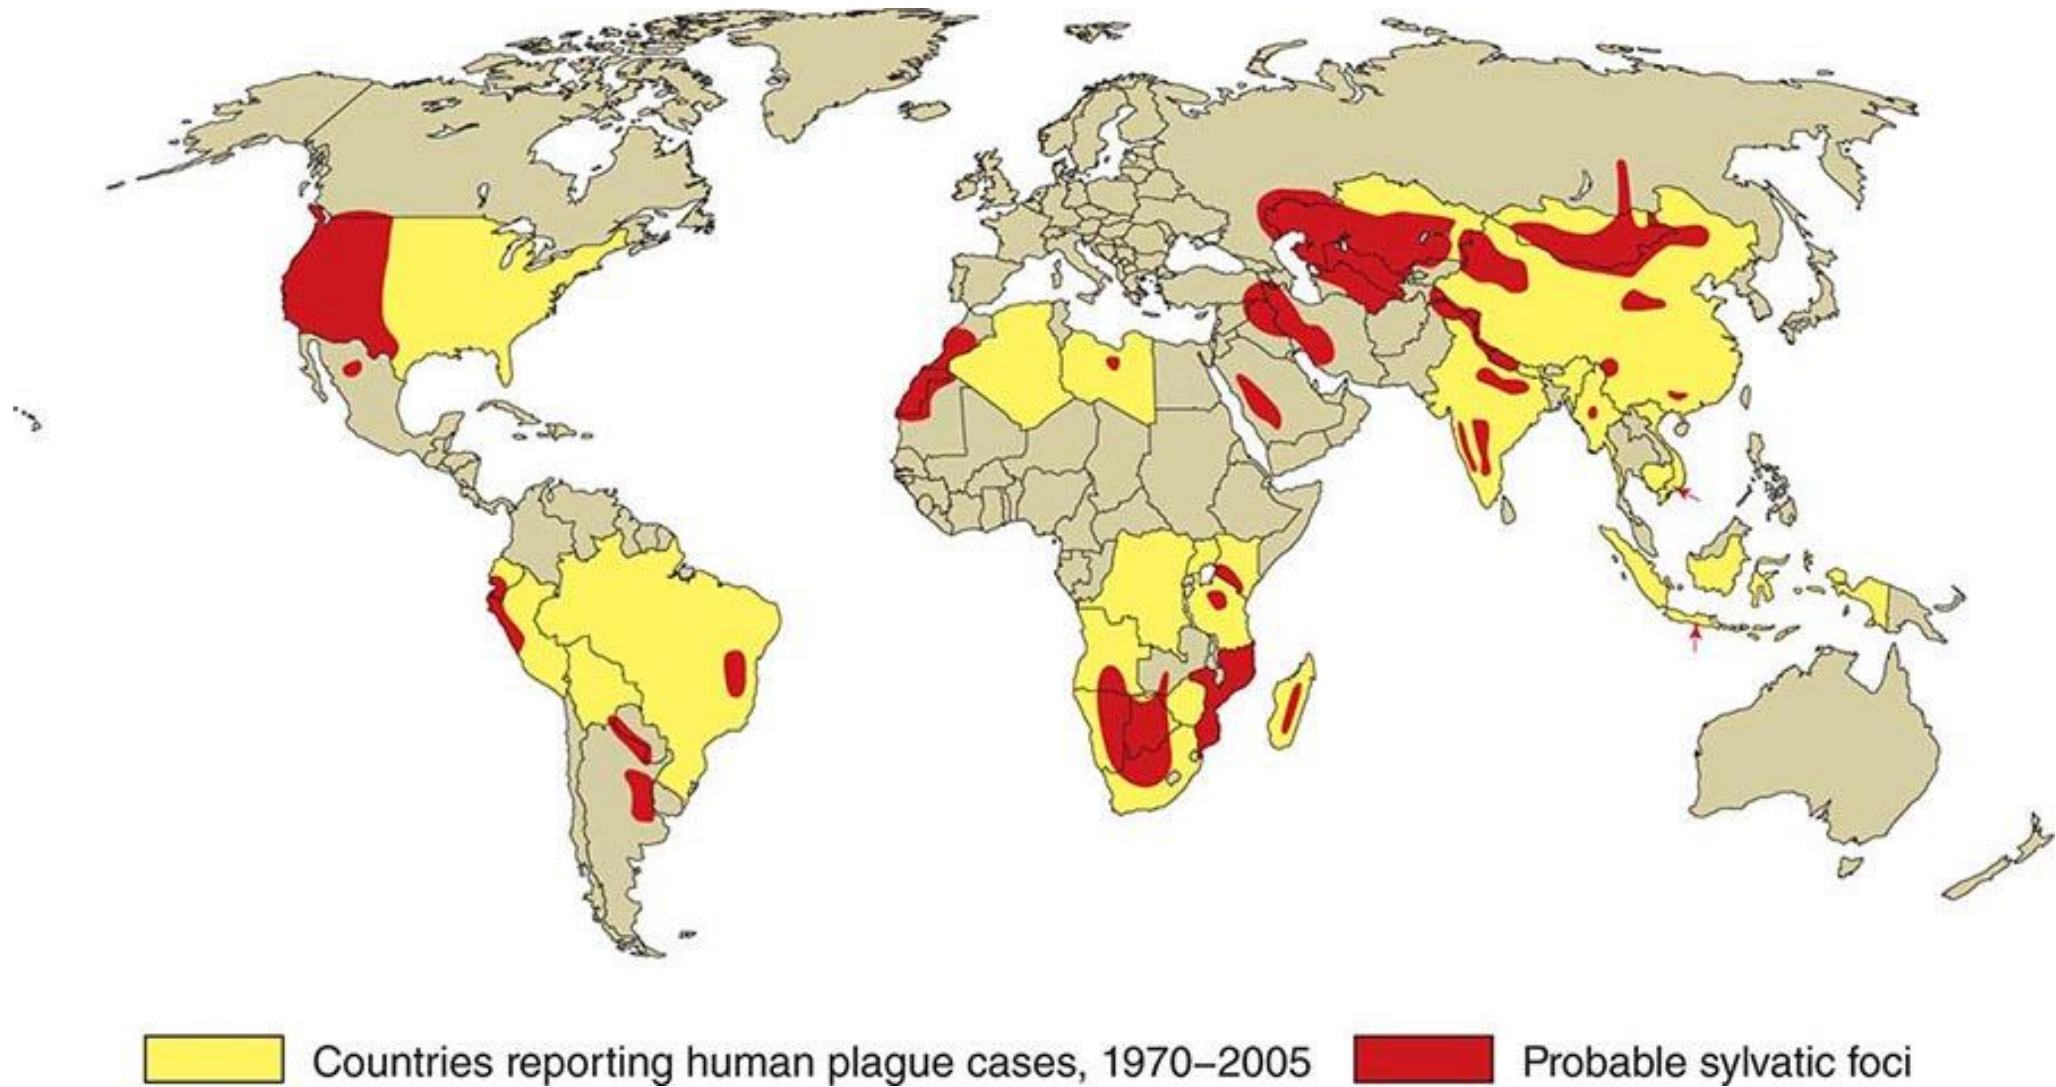 Countries reporting human plague cases, 1970–2005
Probable sylvatic foci